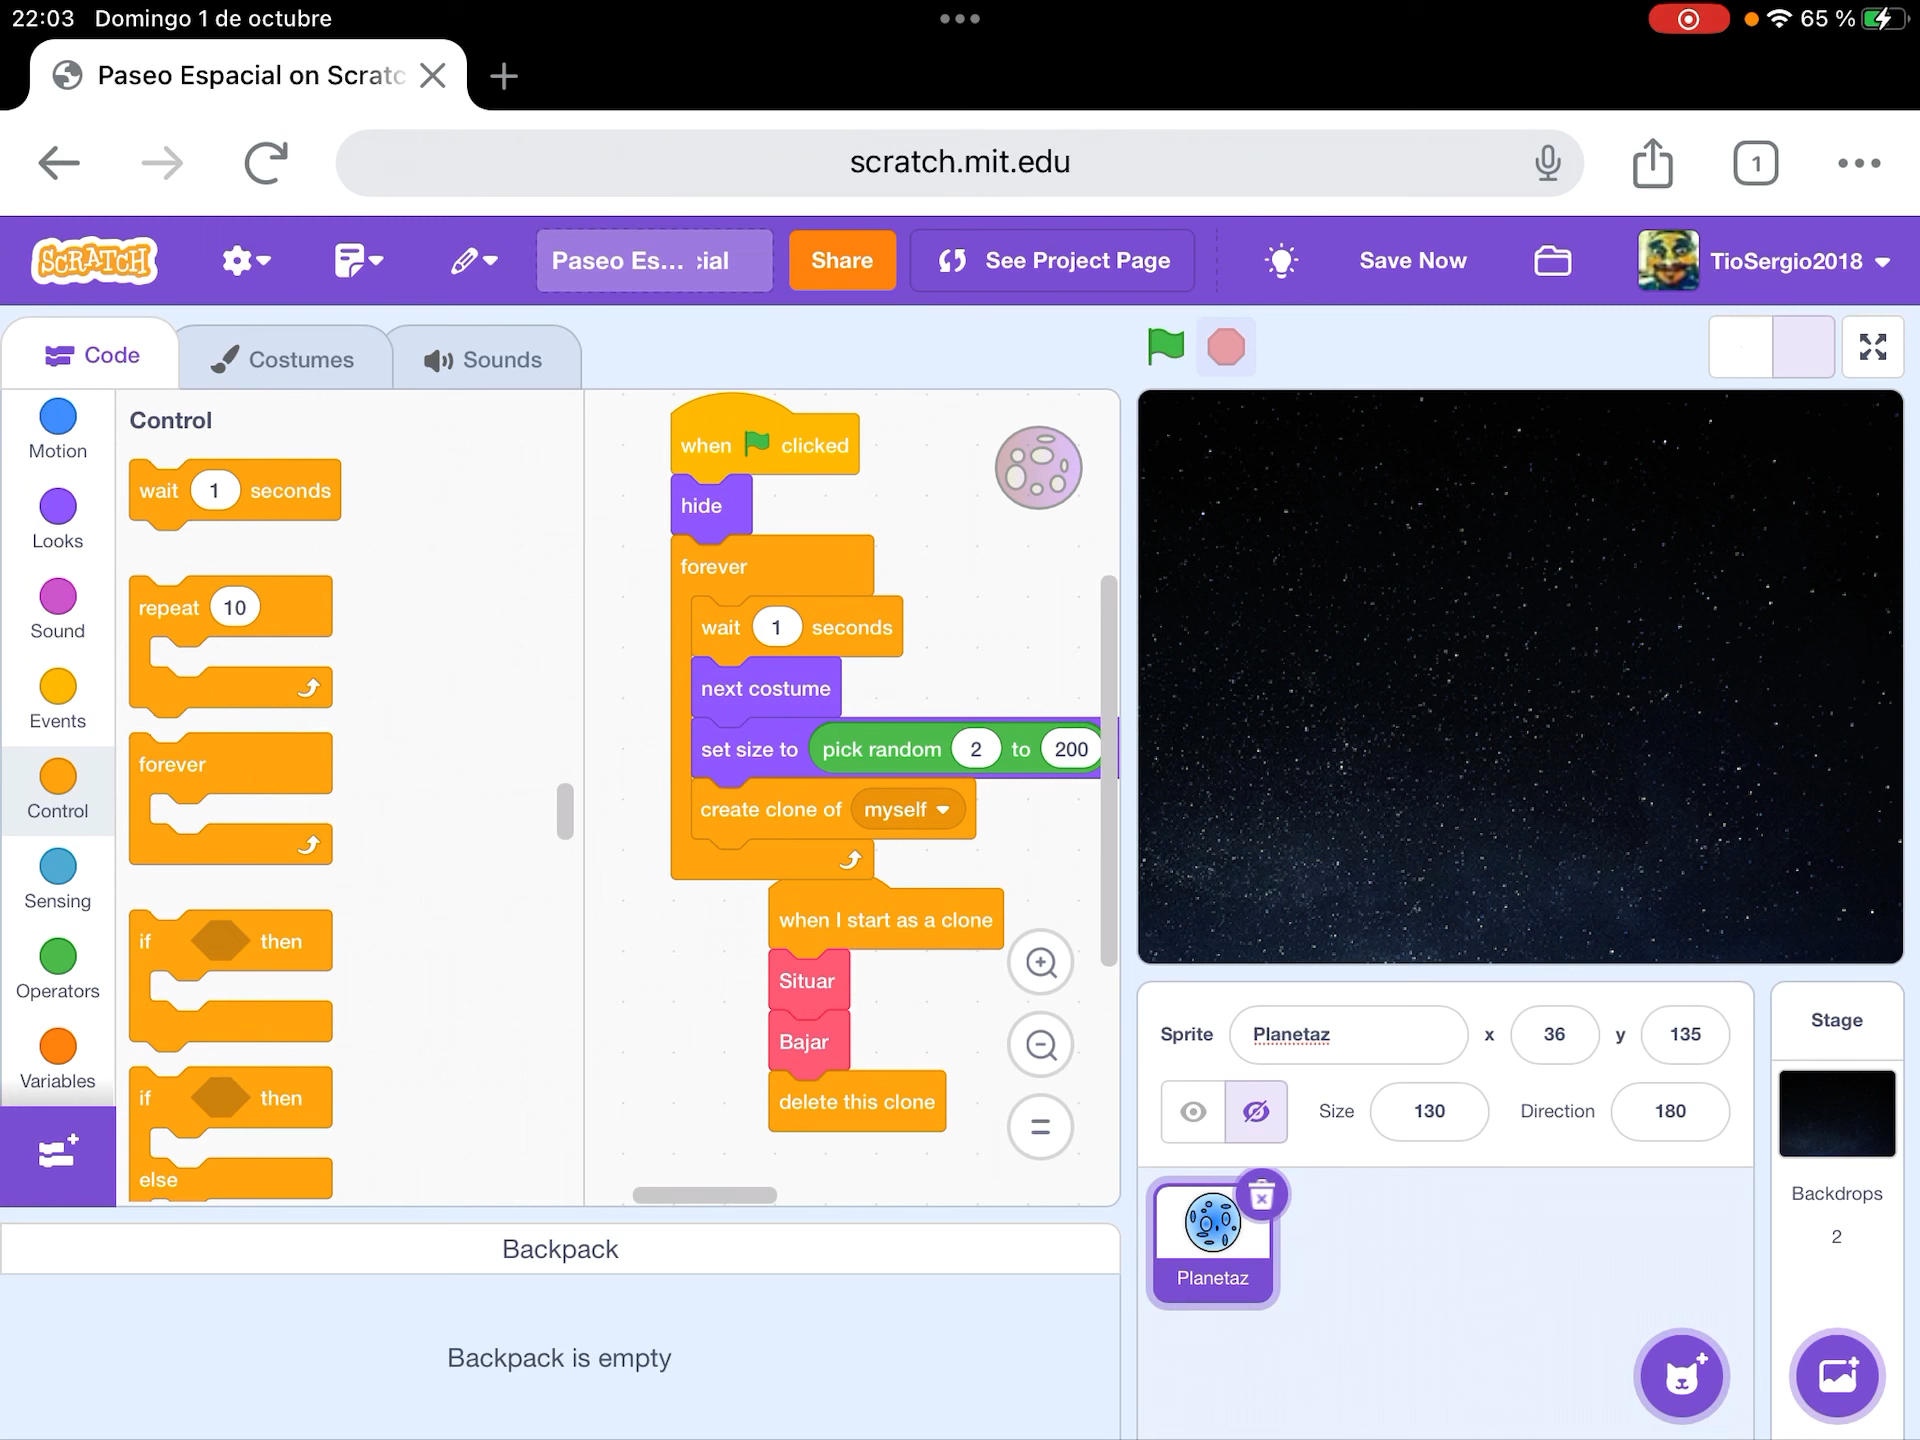 22:03 Domingo 1 de octubre
65 %
Paseo Espacial on Scratc
scratch.mit.edu
1
SCRATCH
Paseo Es... :ial
Share
See Project Page
Save Now
TioSergio2018
Code
Costumes
Sounds
Motion
Looks
Sound
Events
Control
Sensing
Operators
Variables
Control
wait 1 seconds
repeat 10
forever
if then
if then
else
when clicked
hide
forever
wait 1 seconds
next costume
set size to pick random 2 to 200
create clone of myself
when I start as a clone
Situar
Bajar
delete this clone
Sprite Planetaz x 36 y 135
Size 130 Direction 180
Planetaz
Stage
Backdrops
2
Backpack
Backpack is empty